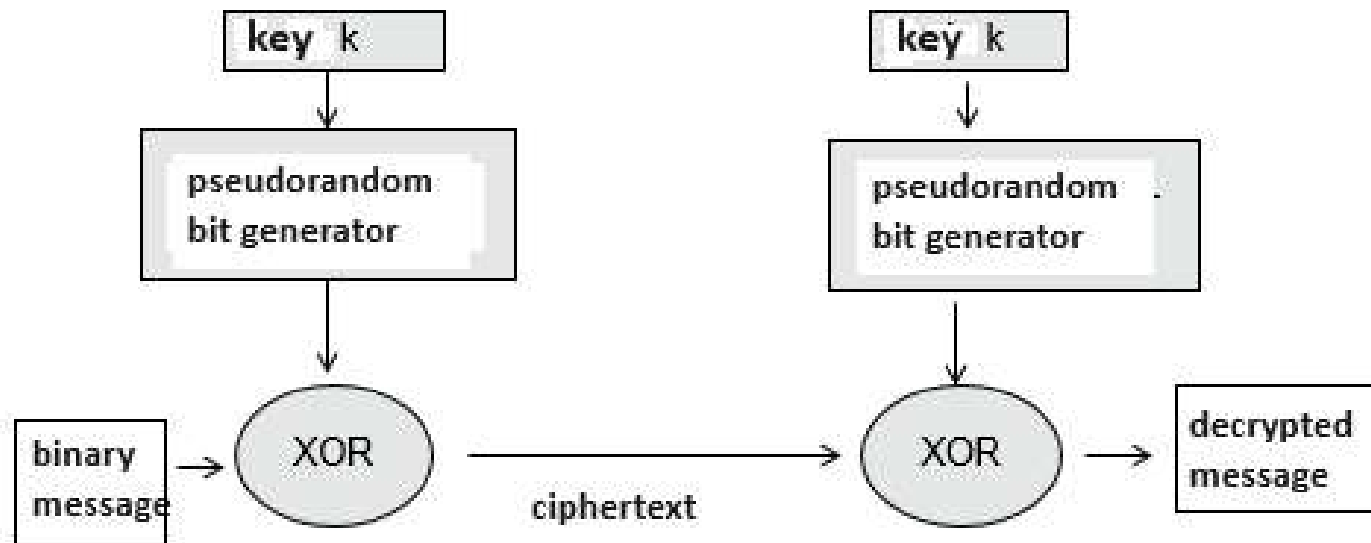 key k
key k
pseudorandom
bit generator
pseudorandom
bit generator
binary
message
XOR
ciphertext
XOR
decrypted
message